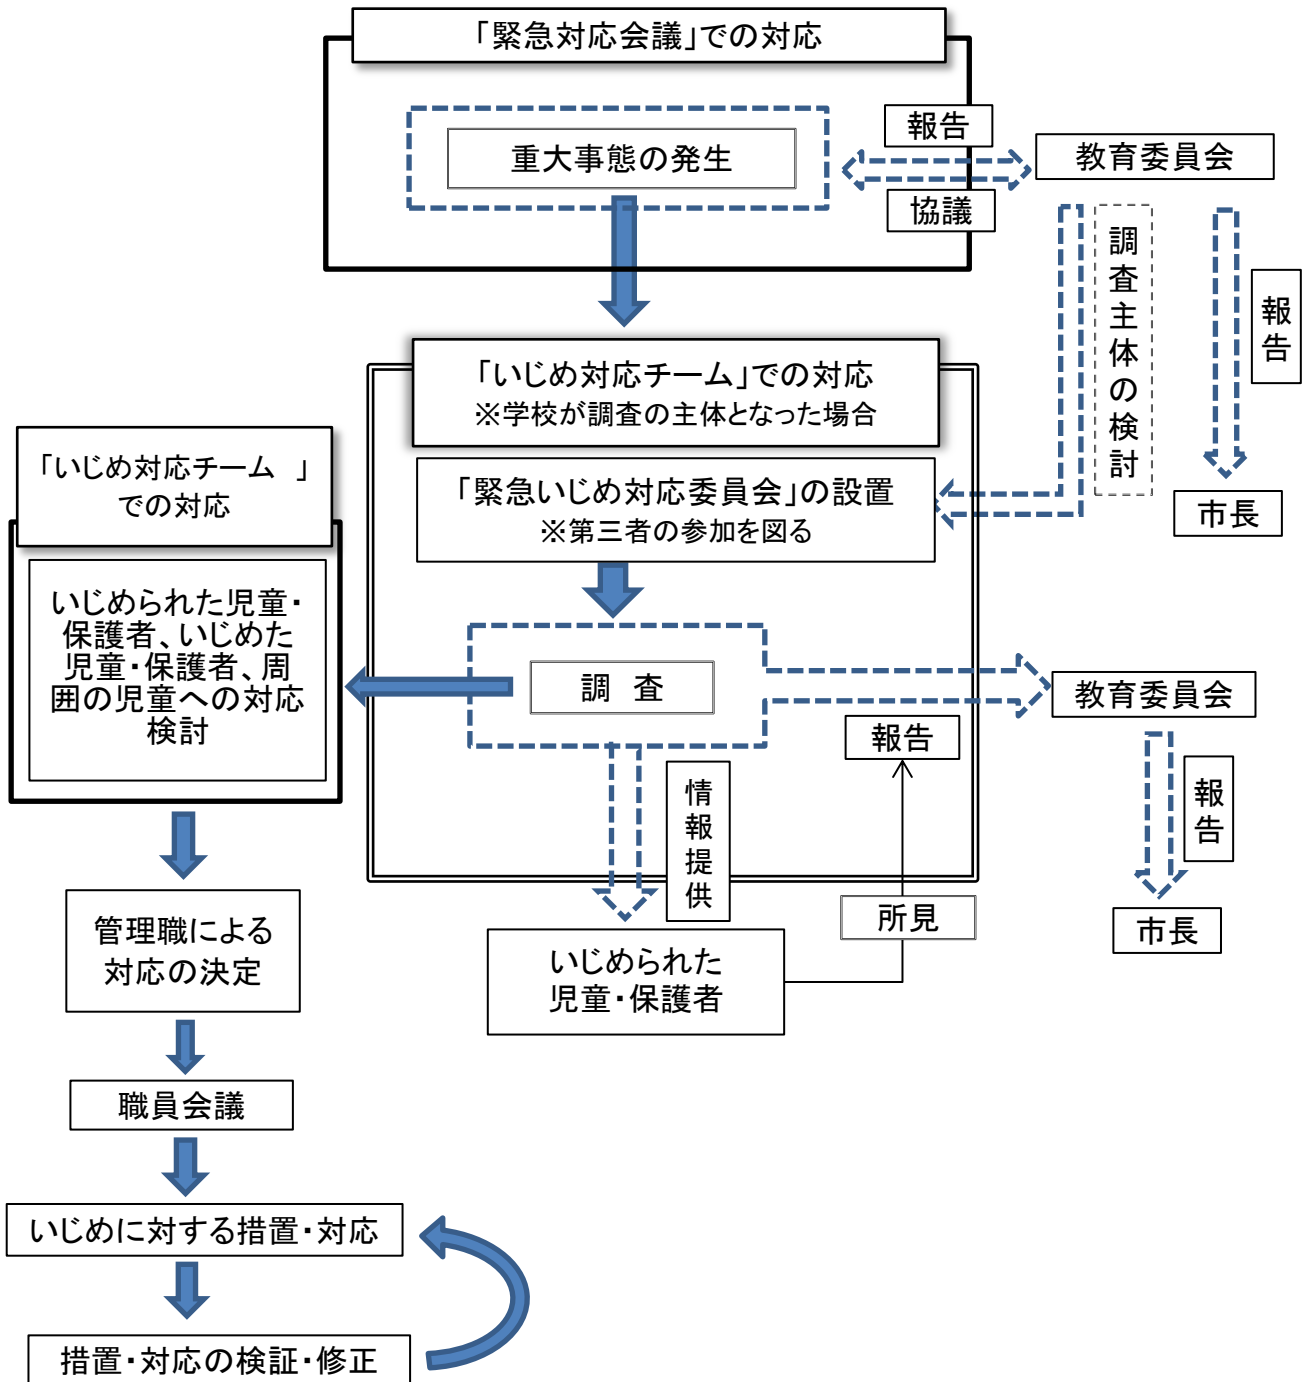 「緊急対応会議」での対応
重大事態の発生
報告
協議
教育委員会
調査主体の検討
報告
市長
「いじめ対応チーム」での対応
※学校が調査の主体となった場合
「緊急いじめ対応委員会」の設置
※第三者の参加を図る
調 査
報告
教育委員会
報告
市長
情報提供
所見
いじめられた
児童・保護者
「いじめ対応チーム 」
での対応
いじめられた児童・
保護者、いじめた
児童・保護者、周
囲の児童への対応
検討
管理職による
対応の決定
職員会議
いじめに対する措置・対応
措置・対応の検証・修正